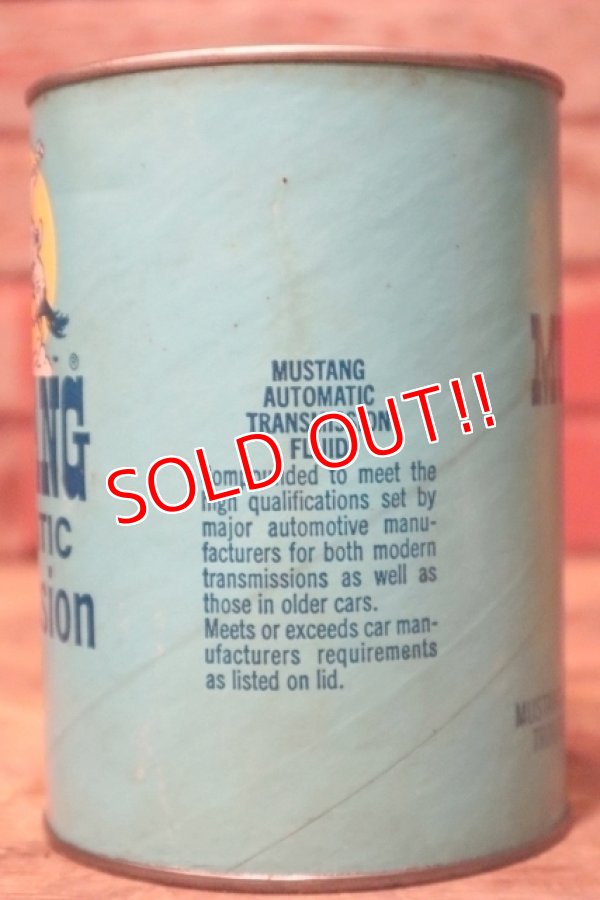 MUSTANG
AUTOMATIC
TRANSMISSION
FLUID
Compounded to meet the
high qualifications set by
major automotive manu-
facturers for both modern
transmissions as well as
those in older cars.
Meets or exceeds car man-
ufacturers requirements
as listed on lid.
SOLD OUT!!
ANG®
TIC
sion
M
MUST